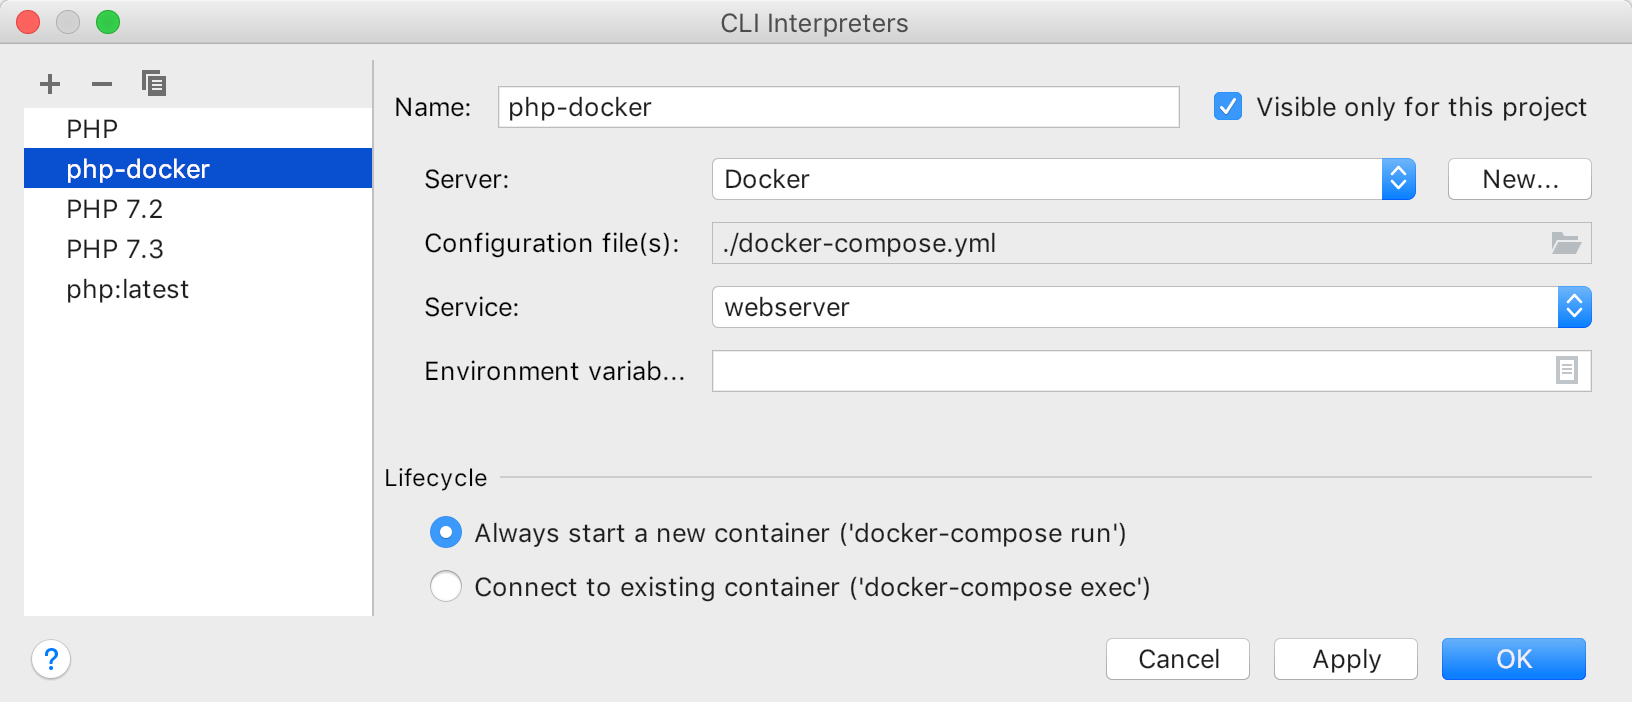 CLI Interpreters
PHP
php-docker
PHP 7.2
PHP 7.3
php:latest
Name: php-docker Visible only for this project
Server: Docker New...
Configuration file(s): ./docker-compose.yml
Service: webserver
Environment variab...
Lifecycle
Always start a new container ('docker-compose run')
Connect to existing container ('docker-compose exec')
? Cancel Apply OK